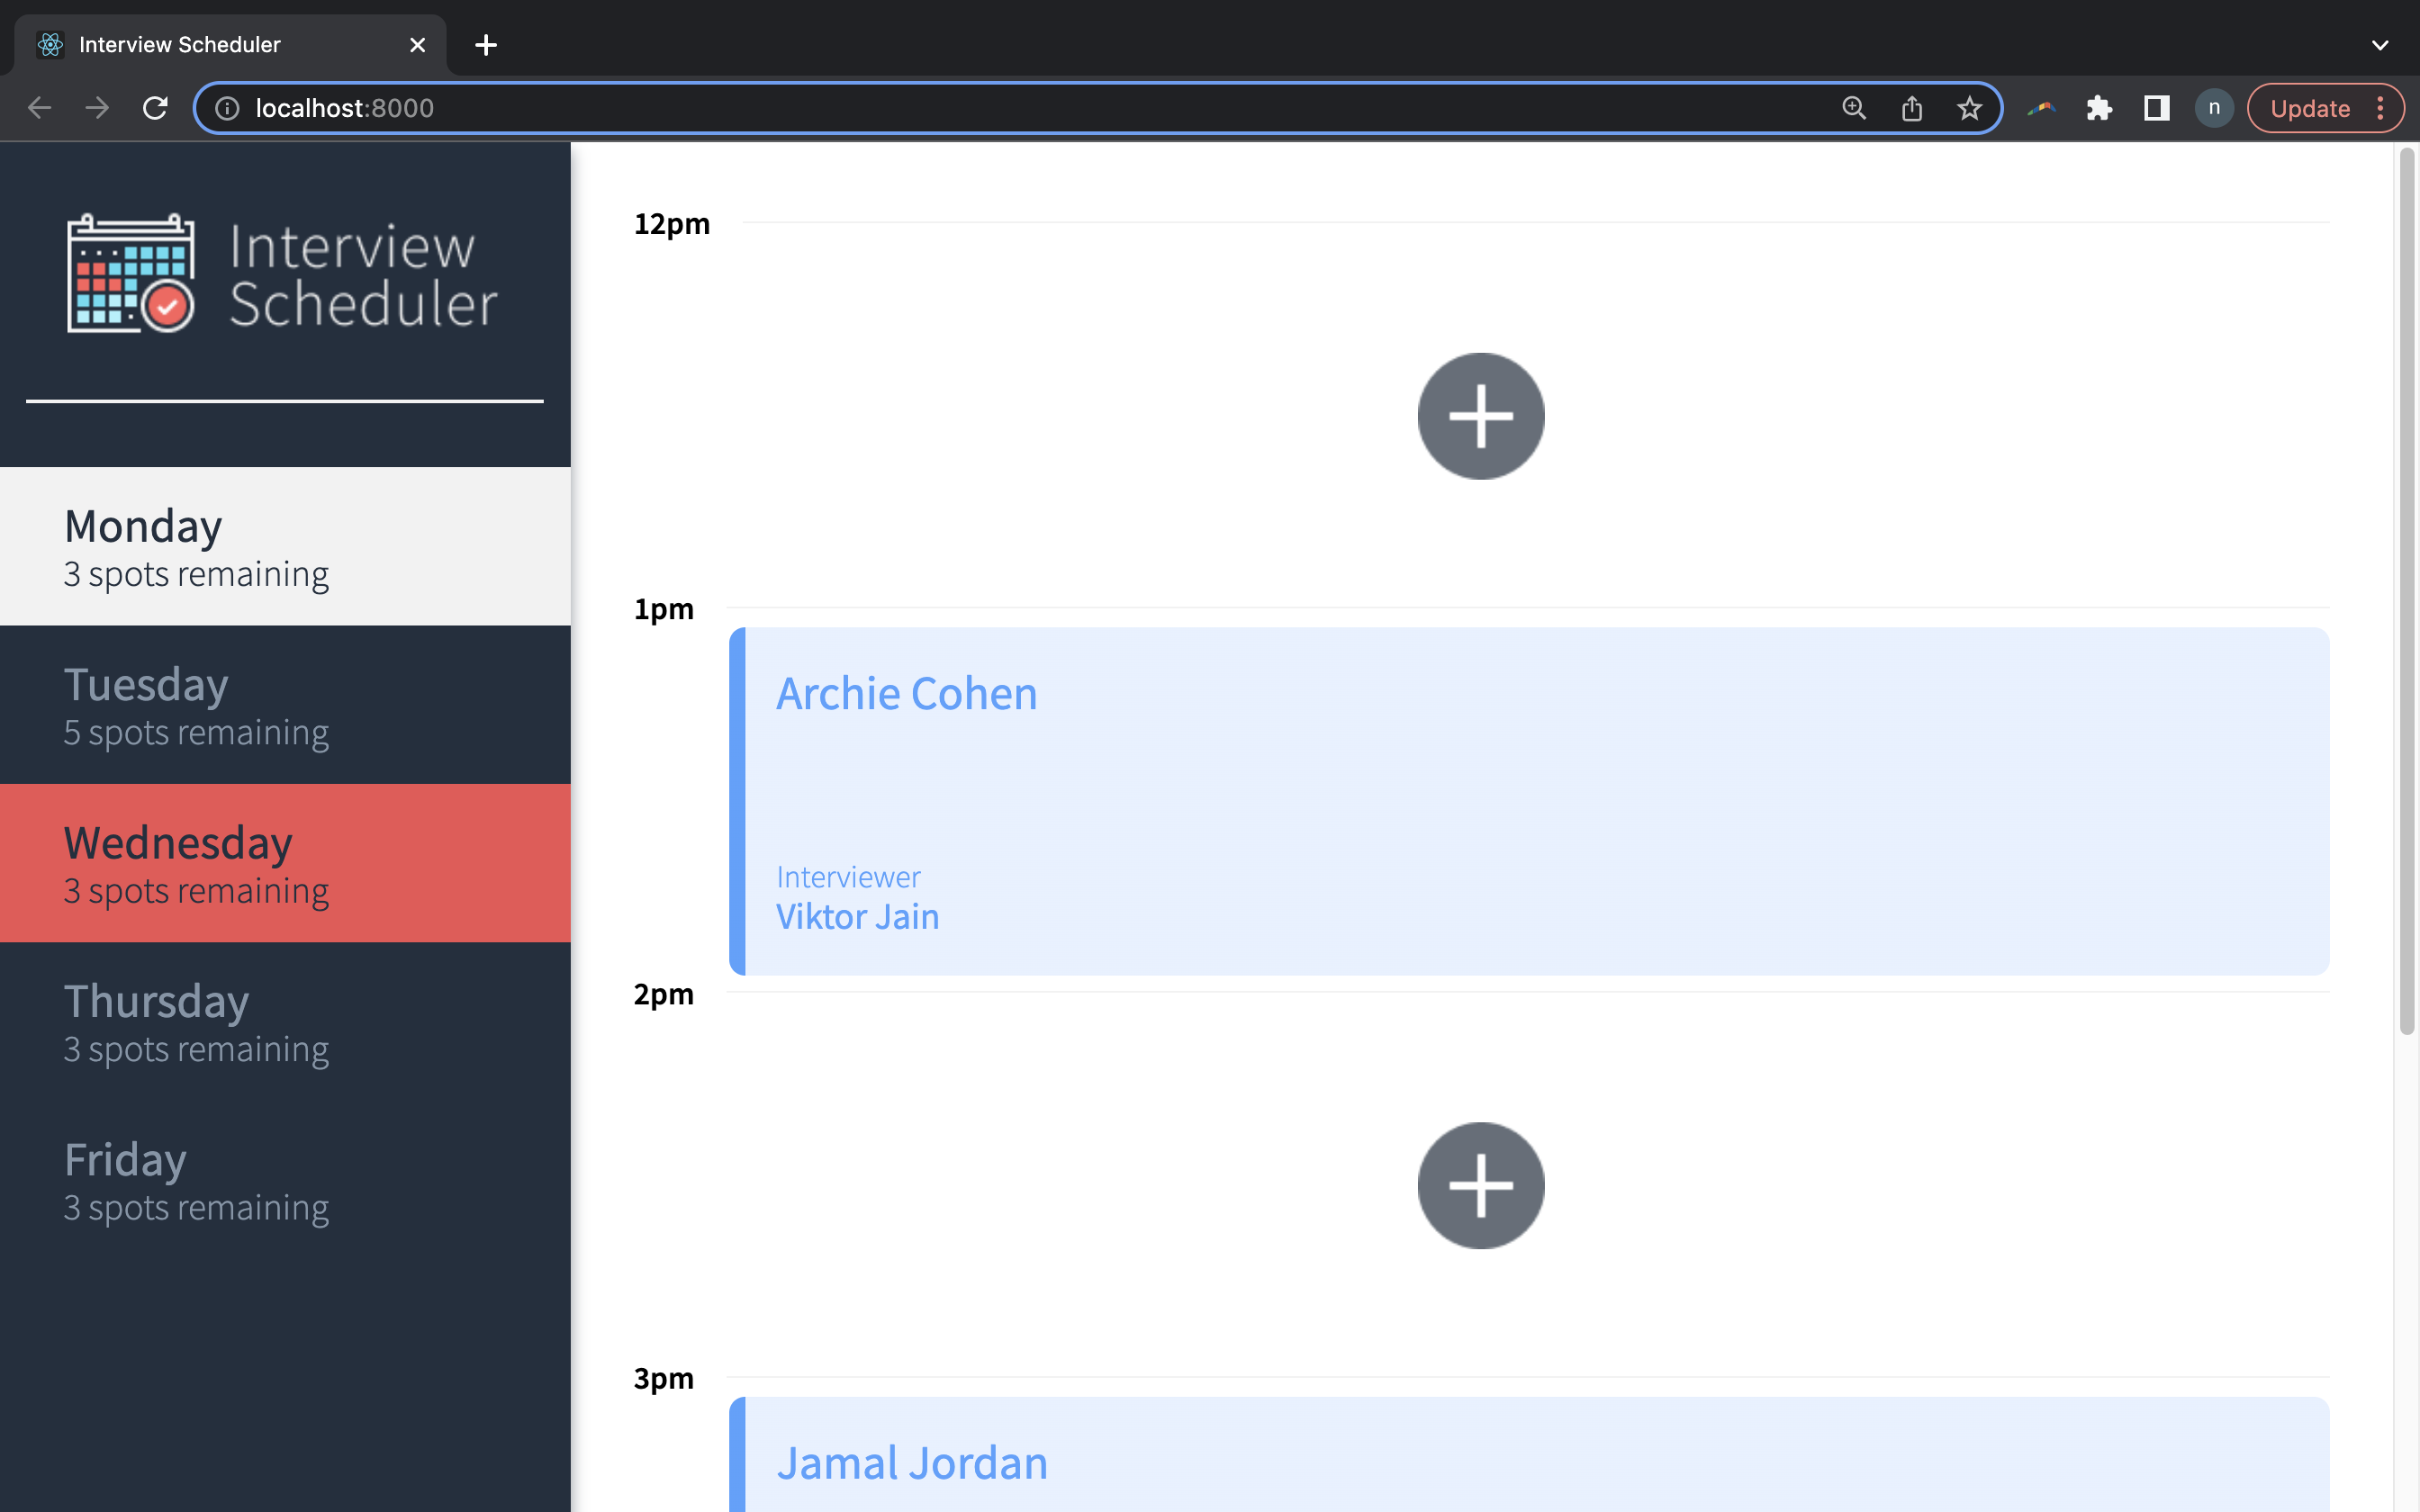 Interview Scheduler
localhost:8000
n
Update
Interview
Scheduler
Monday
3 spots remaining
Tuesday
5 spots remaining
Wednesday
3 spots remaining
Thursday
3 spots remaining
Friday
3 spots remaining
12pm
1pm
Archie Cohen
Interviewer
Viktor Jain
2pm
3pm
Jamal Jordan